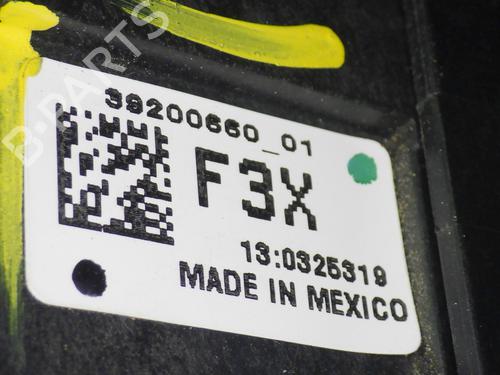 B-PARTS
39200660_01
F3X
13:0325319
MADE IN MEXICO